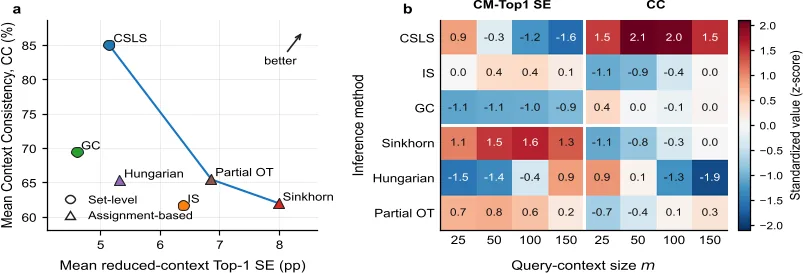 a
Mean Context Consistency, CC (%)
85
80
75
70
65
60
CSLS
better
GC
Hungarian
Partial OT
Set-level
IS
Sinkhorn
Assignment-based
5 6 7 8
Mean reduced-context Top-1 SE (pp)
b
CM-Top1 SE CC
Inference method
CSLS 0.9 -0.3 -1.2 -1.6 1.5 2.1 2.0 1.5
IS 0.0 0.4 0.4 0.1 -1.1 -0.9 -0.4 0.0
GC -1.1 -1.1 -1.0 -0.9 0.4 0.0 -0.1 0.0
Sinkhorn 1.1 1.5 1.6 1.3 -1.1 -0.8 -0.3 0.0
Hungarian -1.5 -1.4 -0.4 0.9 0.9 0.1 -1.3 -1.9
Partial OT 0.7 0.8 0.6 0.2 -0.7 -0.4 0.1 0.3
25 50 100 150 25 50 100 150
Query-context size m
2.0
1.5
1.0
0.5
0.0
−0.5
−1.0
−1.5
−2.0
Standardized value (z-score)